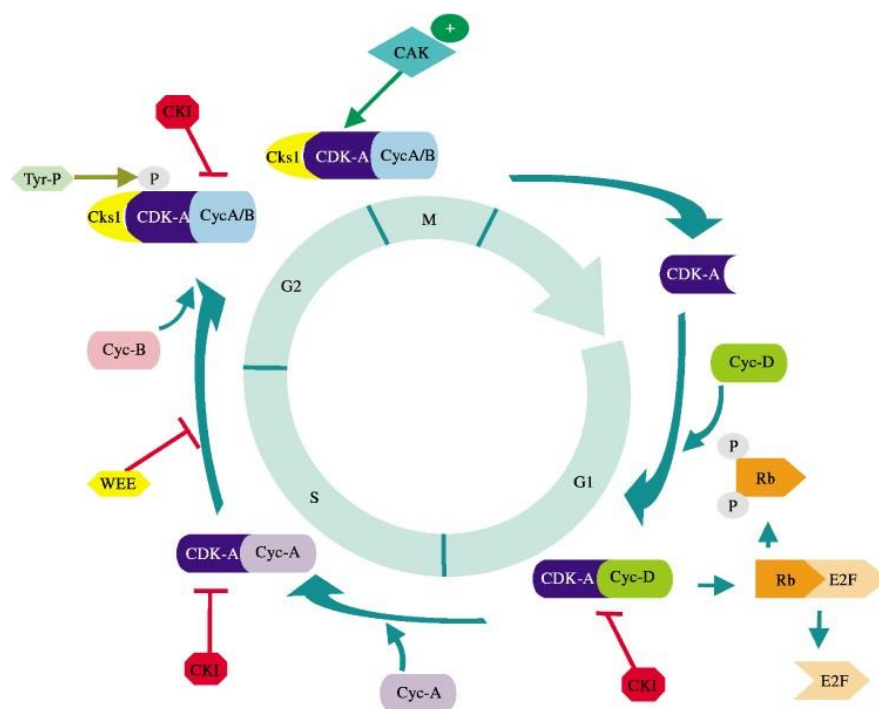 +
CAK
CKI
Cks1 CDK-A CycA/B
Tyr-P P
Cks1 CDK-A CycA/B
M
CDK-A
G2
Cyc-B
Cyc-D
P
Rb
P
WEE
G1
S
CDK-A Cyc-A
CDK-A Cyc-D
Rb E2F
CKI
Cyc-A
CKI
E2F